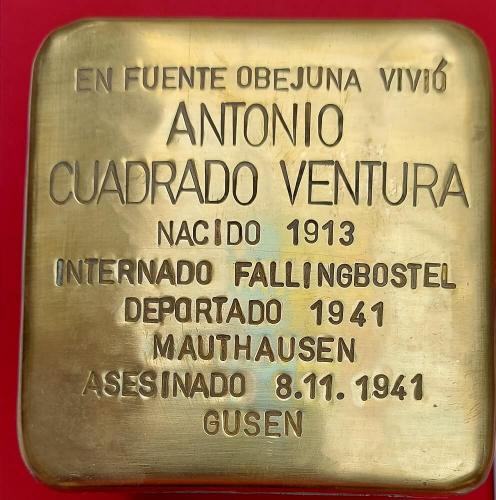 EN FUENTE OBEJUNA VIVIÓ
ANTONIO
CUADRADO VENTURA
NACIDO 1913
INTERNADO FALLINGBOSTEL
DEPORTADO 1941
MAUTHAUSEN
ASESINADO 8.11.1941
GUSEN